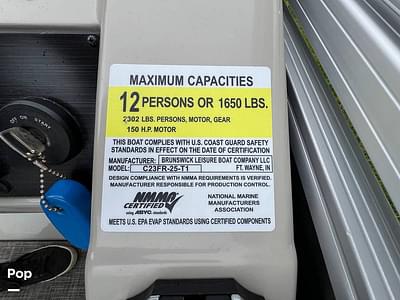 MAXIMUM CAPACITIES
12 PERSONS OR 1650 LBS.
2302 LBS. PERSONS, MOTOR, GEAR
150 H.P. MOTOR
THIS BOAT COMPLIES WITH U.S. COAST GUARD SAFETY
STANDARDS IN EFFECT ON THE DATE OF CERTIFICATION
MANUFACTURER: BRUNSWICK LEISURE BOAT COMPANY LLC
MODEL: C23FR-25-T1 FT. WAYNE, IN
DESIGN COMPLIANCE WITH NMMA REQUIREMENTS IS VERIFIED.
MANUFACTURER RESPONSIBLE FOR PRODUCTION CONTROL.
NMMA
CERTIFIED
using ABYC. standards
NATIONAL MARINE
MANUFACTURERS
ASSOCIATION
MEETS U.S. EPA EVAP STANDARDS USING CERTIFIED COMPONENTS
OFF
START
Pop